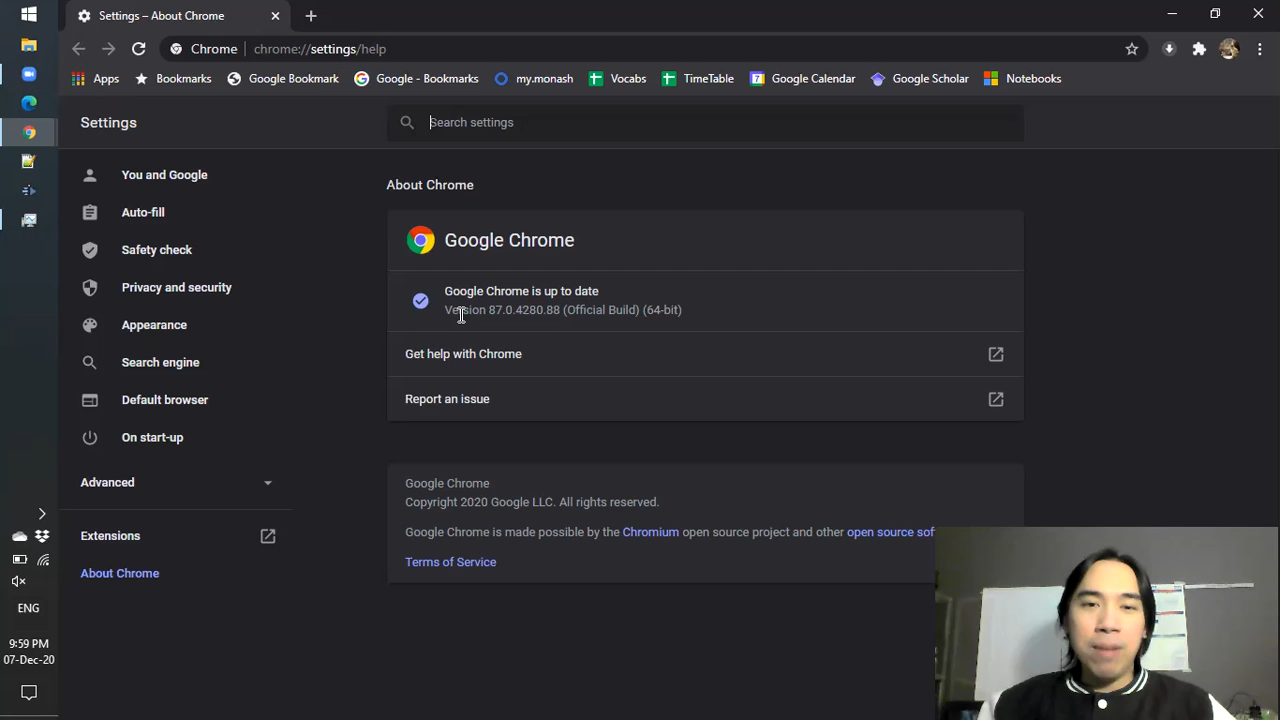 Settings – About Chrome
Chrome
chrome://settings/help
Apps
Bookmarks
Google Bookmark
Google - Bookmarks
my.monash
Vocabs
TimeTable
Google Calendar
Google Scholar
Notebooks
Settings
Search settings
You and Google
Auto-fill
Safety check
Privacy and security
Appearance
Search engine
Default browser
On start-up
Advanced
Extensions
About Chrome
About Chrome
Google Chrome
Google Chrome is up to date
Version 87.0.4280.88 (Official Build) (64-bit)
Get help with Chrome
Report an issue
Google Chrome
Copyright 2020 Google LLC. All rights reserved.
Google Chrome is made possible by the Chromium open source project and other open source sof
Terms of Service
ENG
9:59 PM
07-Dec-20